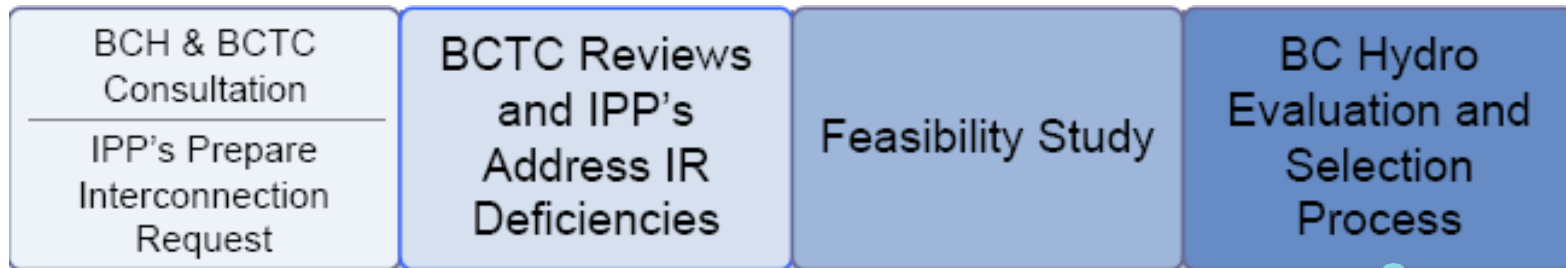 BCH & BCTC
Consultation
IPP's Prepare
Interconnection
Request
BCTC Reviews
and IPP's
Address IR
Deficiencies
Feasibility Study
BC Hydro
Evaluation and
Selection
Process